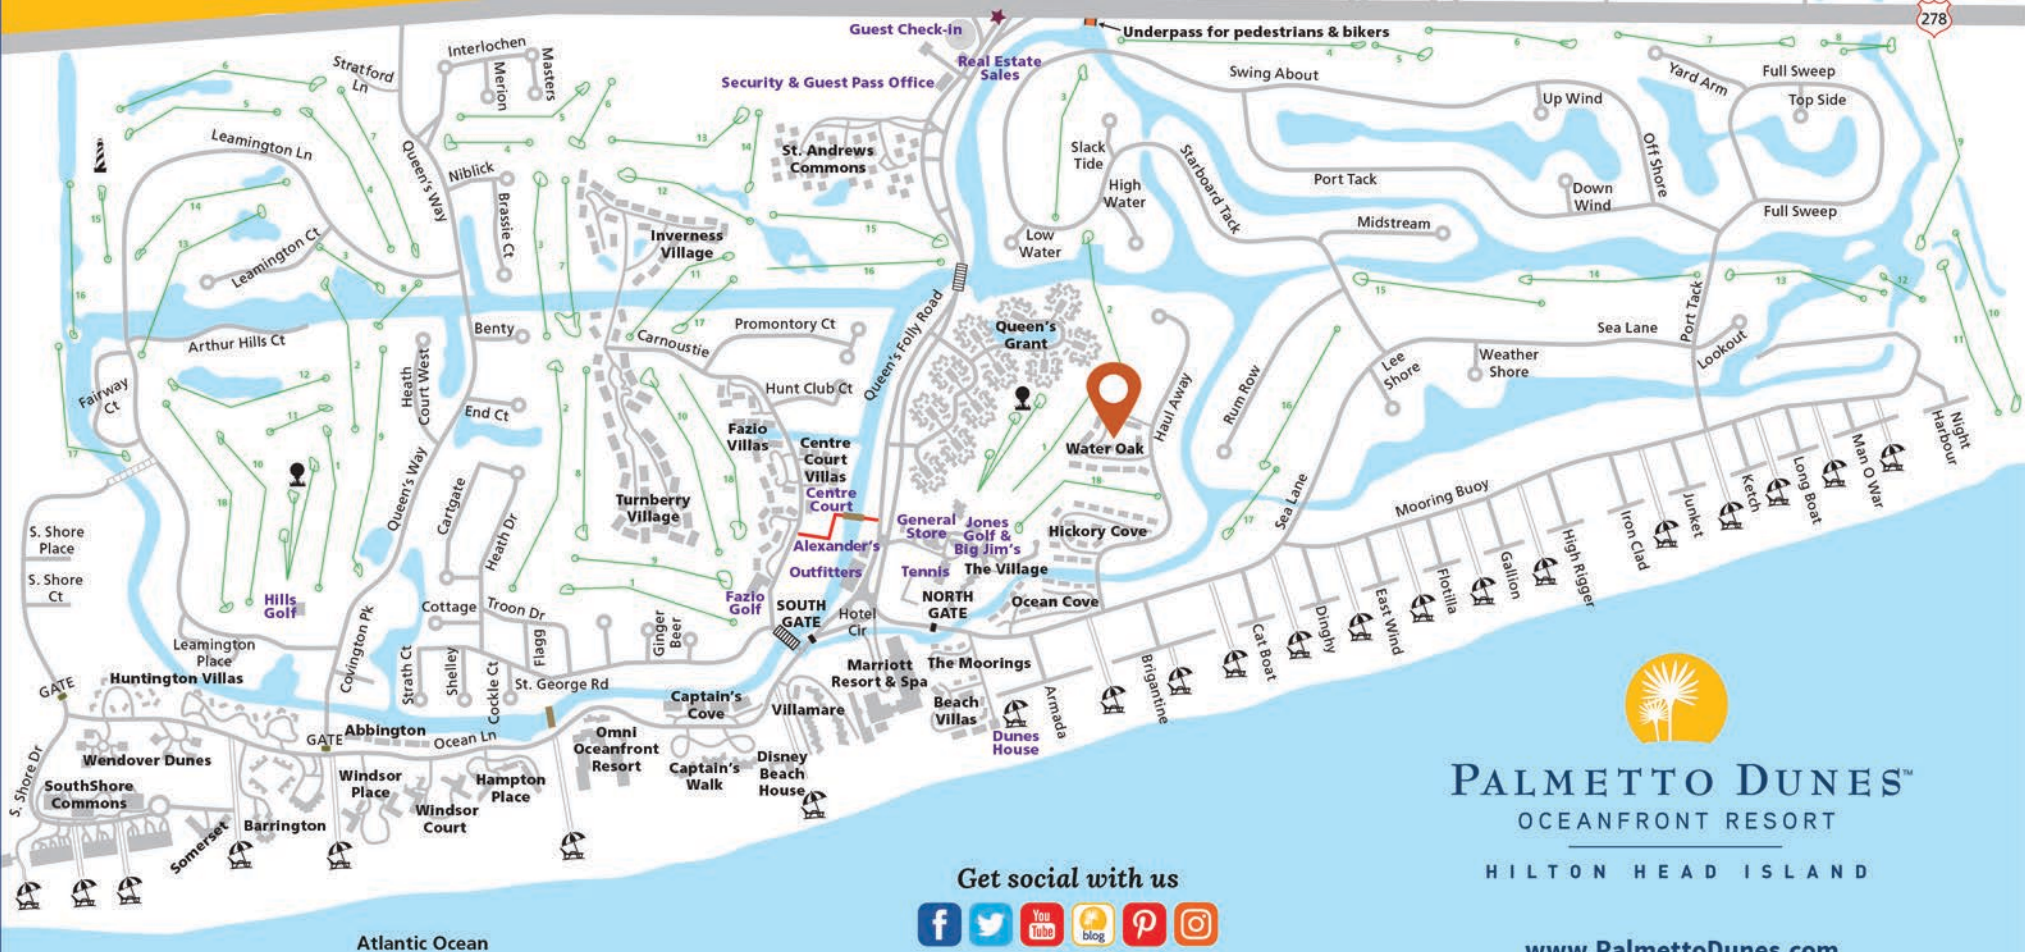 278
Guest Check-in
Underpass for pedestrians & bikers
Real Estate
Sales
Security & Guest Pass Office
Interlochen
Masters
Merion
Stratford
Ln
Swing About
Yard Arm
Full Sweep
Top Side
Up Wind
Off Shore
Leamington Ln
Queen's Way
Niblick
Brassie Ct
St. Andrews
Commons
Slack
Tide
High
Water
Starboard Tack
Port Tack
Down
Wind
Full Sweep
Midstream
Low
Water
Inverness
Village
Leamington Ct
Arthur Hills Ct
Benty
Carnoustie
Promontory Ct
Queen's Folly Road
Queen's
Grant
Sea Lane
Port Tack
Lookout
Weather
Shore
Lee
Shore
Rum Row
Haul Away
Water Oak
Fairway
Ct
Heath
Court West
End Ct
Hunt Club Ct
Fazio
Villas
Centre
Court
Villas
Centre
Court
Queen's Way
Cartgate
Heath Dr
Turnberry
Village
Alexander's
Outfitters
General
Store
Jones
Golf &
Big Jim's
Tennis
The Village
Hickory Cove
Sea Lane
Mooring Buoy
Night
Harbour
Man O War
Long Boat
Ketch
Junket
Iron Clad
High Rigger
Gallion
Flotilla
East Wind
Dinghy
Cat Boat
Brigantine
Armada
S. Shore
Place
S. Shore
Ct
Hills
Golf
Cottage
Troon Dr
Flagg
Ginger
Beer
Fazio
Golf
SOUTH
GATE
Hotel
Cir
NORTH
GATE
Ocean Cove
Leamington
Place
Covington Pk
Strath Ct
Shelley
Cockle Ct
St. George Rd
Marriott
Resort & Spa
The Moorings
Beach
Villas
Dunes
House
GATE
Huntington Villas
GATE
Abbington
Ocean Ln
Captain's
Cove
Villamare
Omni
Oceanfront
Resort
Captain's
Walk
Disney
Beach
House
S. Shore Dr
Wendover Dunes
SouthShore
Commons
Somerset
Barrington
Windsor
Place
Windsor
Court
Hampton
Place
Atlantic Ocean
Get social with us
You
Tube
blog
PALMETTO DUNES™
OCEANFRONT RESORT
HILTON HEAD ISLAND
www.PalmettoDunes.com